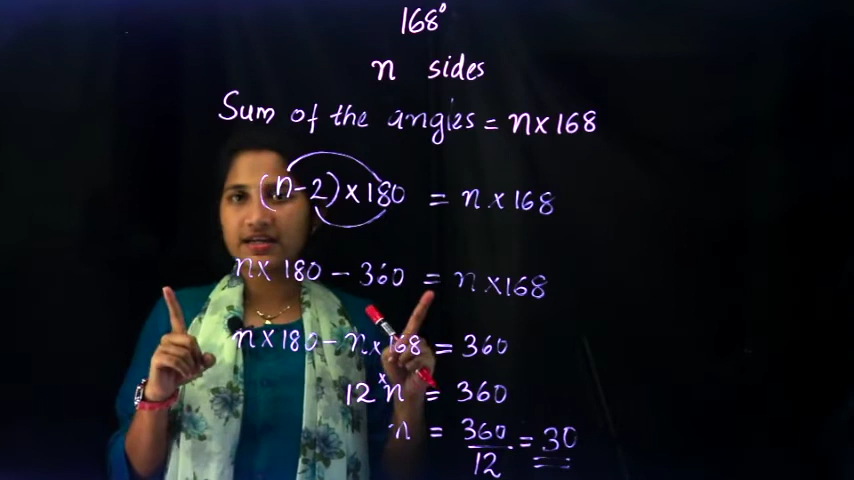 168°
n sides
Sum of the angles = n×168
(n-2)×180 = n×168
n×180 - 360 = n×168
n×180 - n×168 = 360
12×n = 360
n = 360/12 = 30